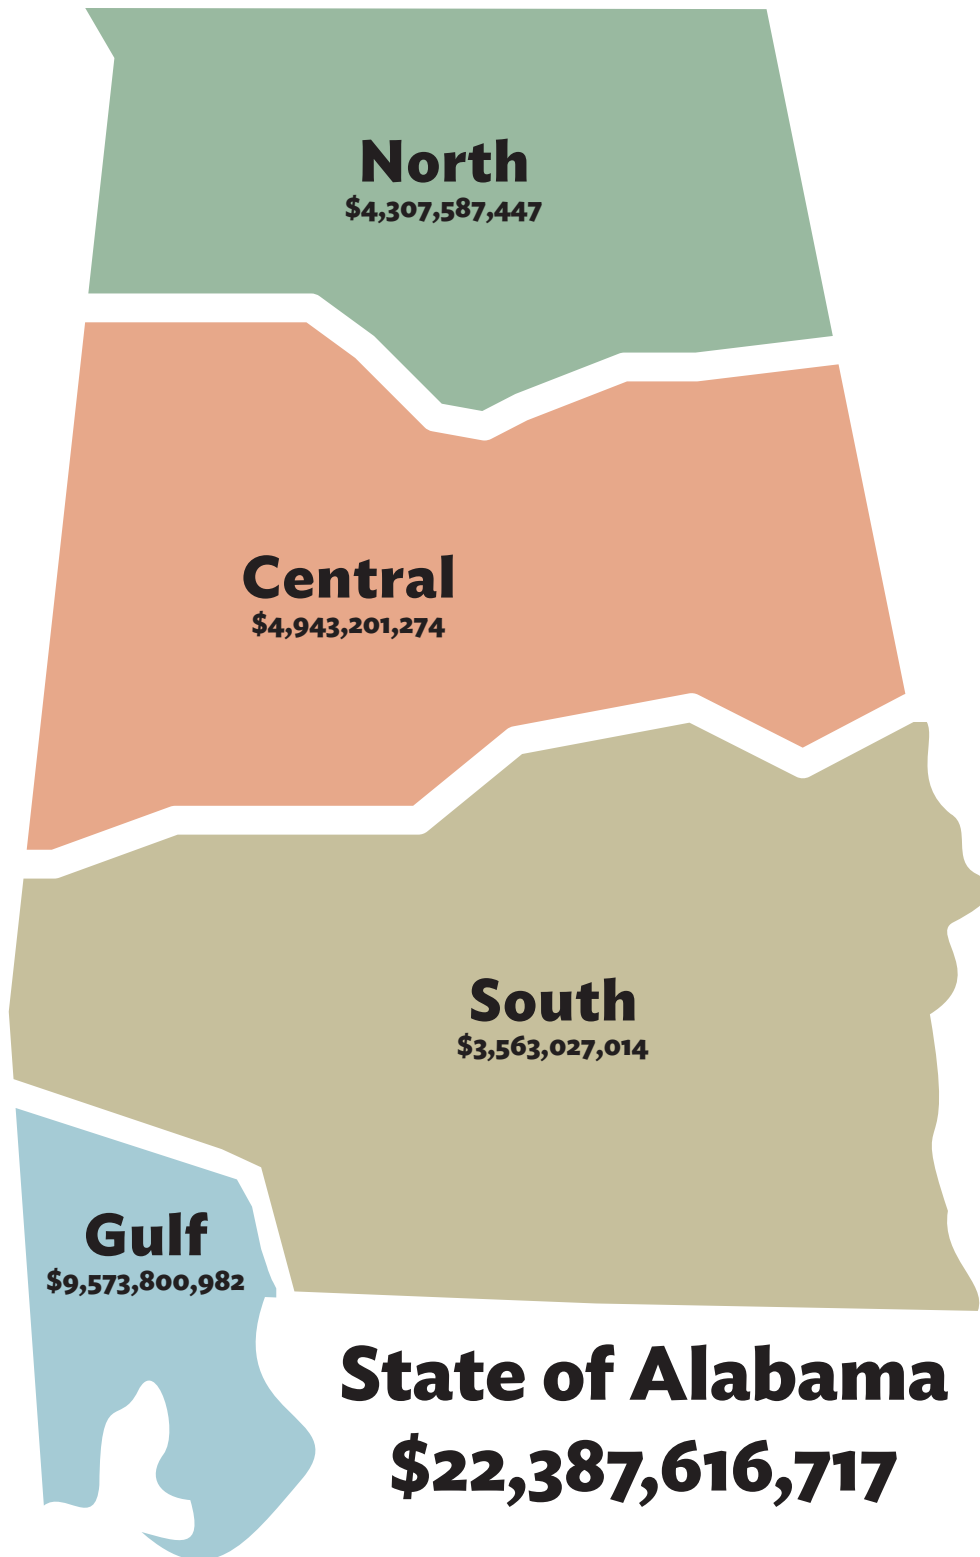 North
$4,307,587,447
Central
$4,943,201,274
South
$3,563,027,014
Gulf
$9,573,800,982
State of Alabama
$22,387,616,717